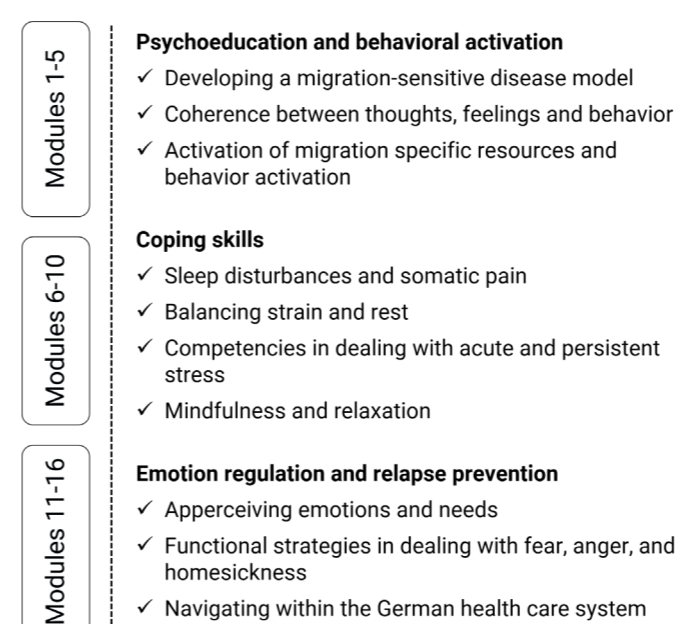 Modules 1-5
Psychoeducation and behavioral activation
✓ Developing a migration-sensitive disease model
✓ Coherence between thoughts, feelings and behavior
✓ Activation of migration specific resources and
behavior activation
Modules 6-10
Coping skills
✓ Sleep disturbances and somatic pain
✓ Balancing strain and rest
✓ Competencies in dealing with acute and persistent
stress
✓ Mindfulness and relaxation
Modules 11-16
Emotion regulation and relapse prevention
✓ Apperceiving emotions and needs
✓ Functional strategies in dealing with fear, anger, and
homesickness
✓ Navigating within the German health care system